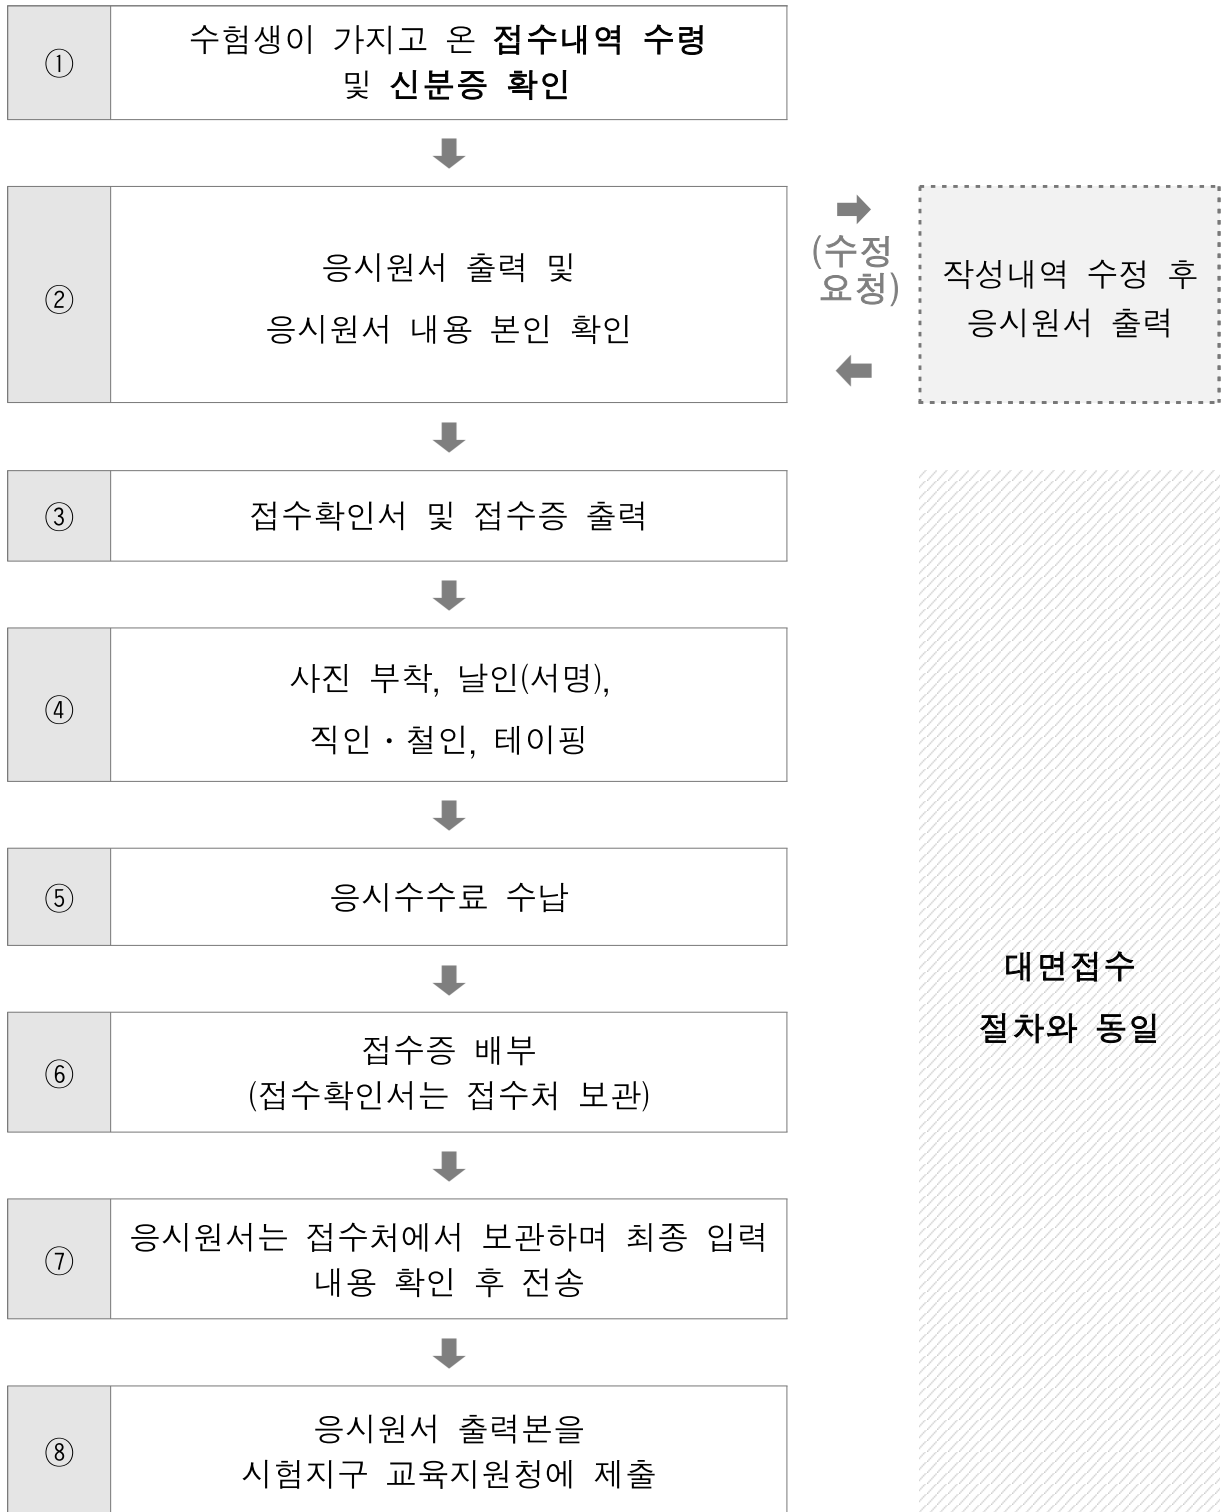 ①
수험생이 가지고 온 접수내역 수령
및 신분증 확인
②
응시원서 출력 및
응시원서 내용 본인 확인
(수정
요청)
작성내역 수정 후
응시원서 출력
③
접수확인서 및 접수증 출력
④
사진 부착, 날인(서명),
직인·철인, 테이핑
⑤
응시수수료 수납
⑥
접수증 배부
(접수확인서는 접수처 보관)
⑦
응시원서는 접수처에서 보관하며 최종 입력
내용 확인 후 전송
⑧
응시원서 출력본을
시험지구 교육지원청에 제출
대면접수
절차와 동일